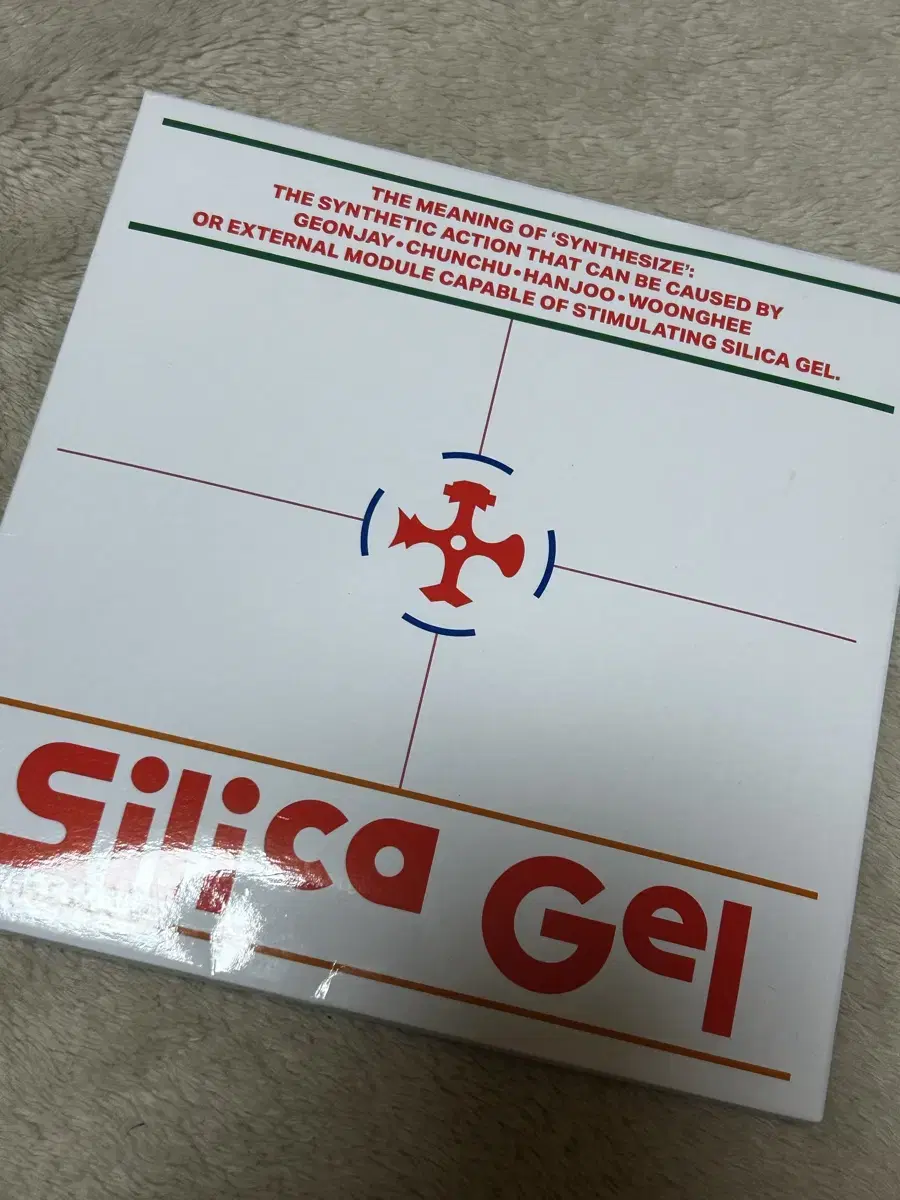 THE MEANING OF ‘SYNTHESIZE’:
THE SYNTHETIC ACTION THAT CAN BE CAUSED BY
GEONJAY•CHUNCHU•HANJOO•WOONGHEE
OR EXTERNAL MODULE CAPABLE OF STIMULATING SILICA GEL.
Silica Gel